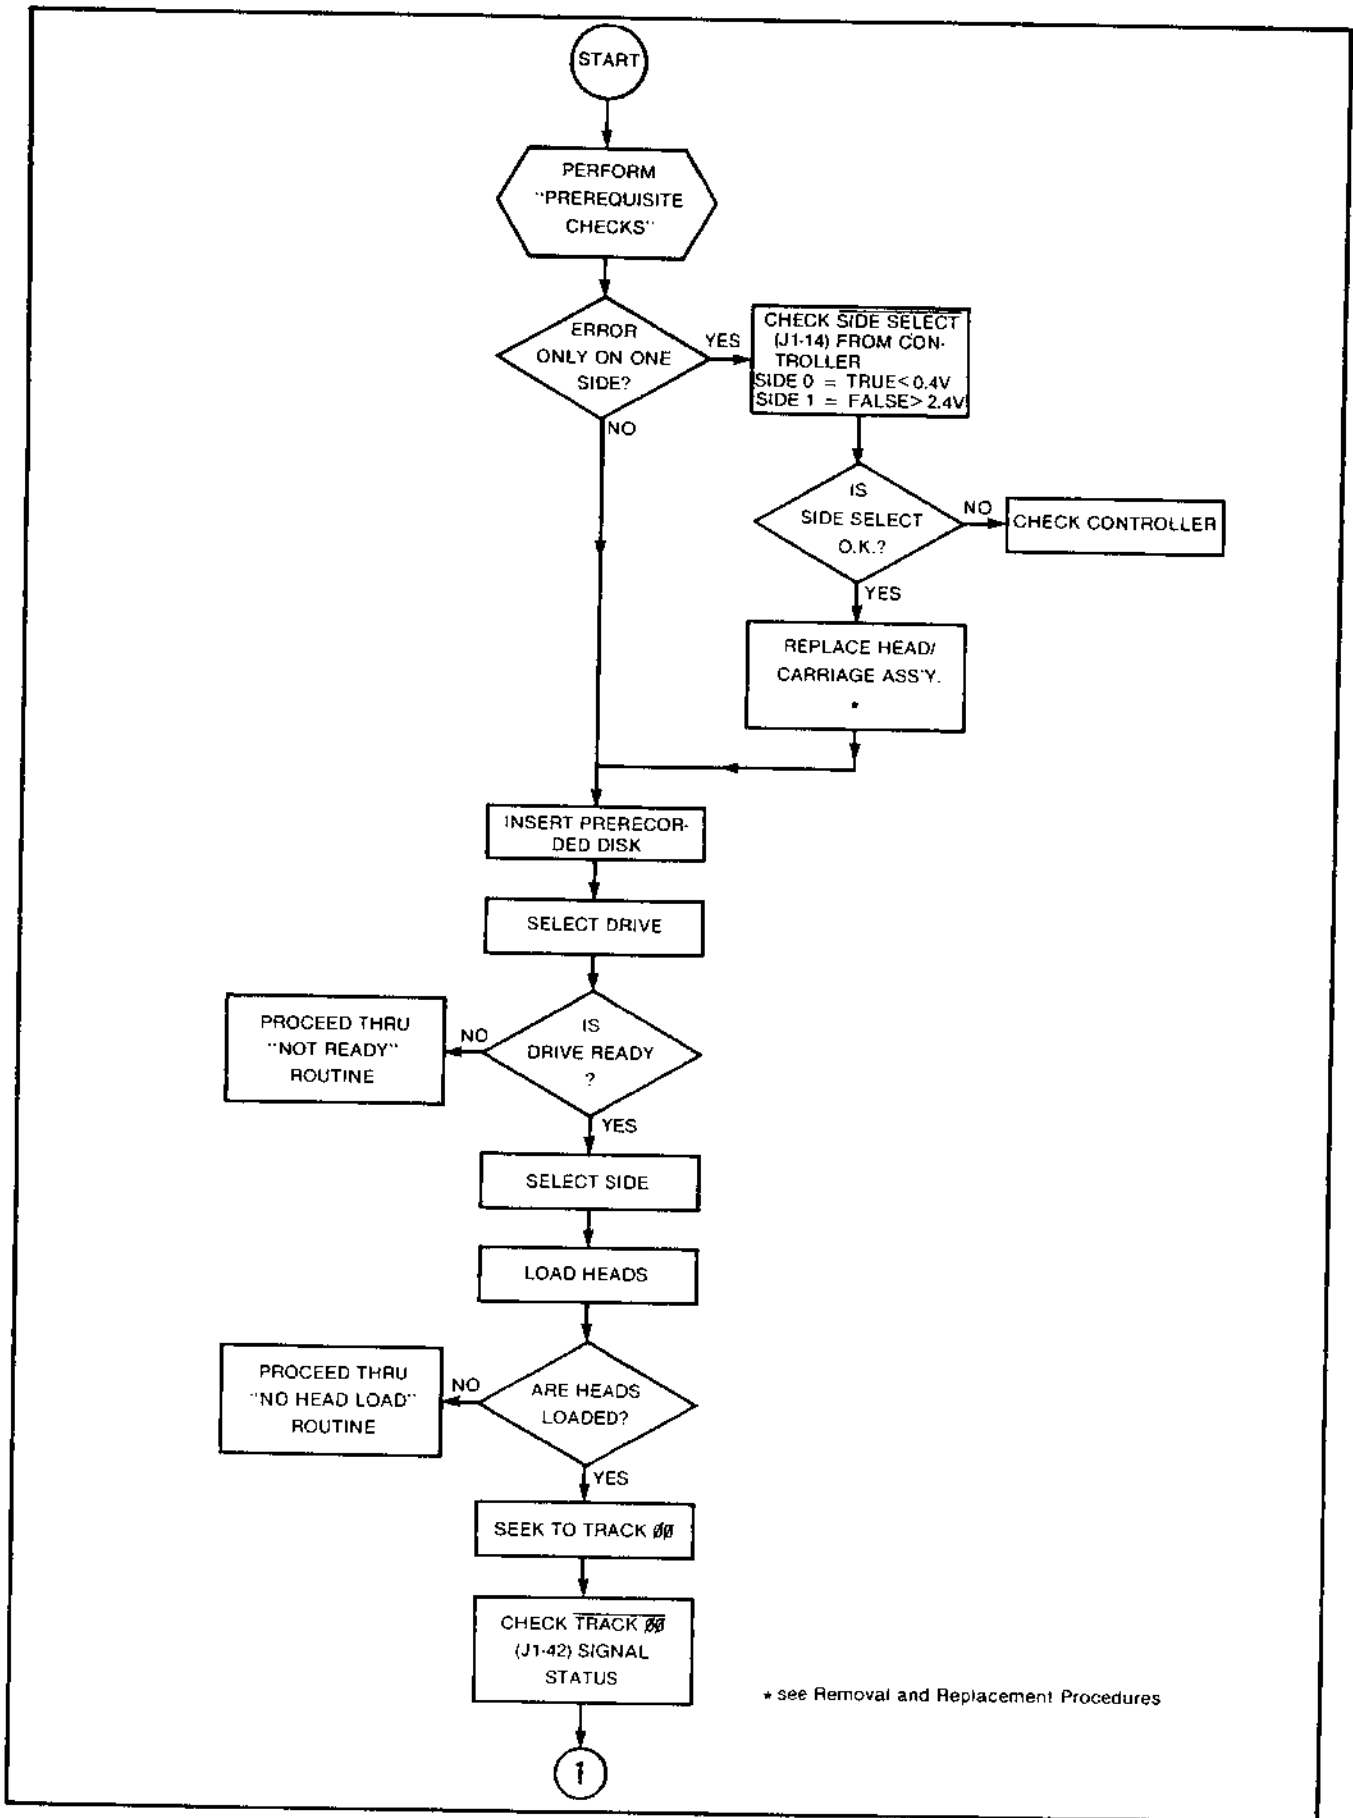 START
PERFORM
"PREREQUISITE
CHECKS"
ERROR
ONLY ON ONE
SIDE?
YES
NO
CHECK SIDE SELECT
(J1-14) FROM CON-
TROLLER
SIDE 0 = TRUE<0.4V
SIDE 1 = FALSE>2.4V
IS
SIDE SELECT
O.K.?
NO
CHECK CONTROLLER
YES
REPLACE HEAD/
CARRIAGE ASS'Y.
*
INSERT PRERECOR-
DED DISK
SELECT DRIVE
IS
DRIVE READY
?
NO
PROCEED THRU
"NOT READY"
ROUTINE
YES
SELECT SIDE
LOAD HEADS
ARE HEADS
LOADED?
NO
PROCEED THRU
"NO HEAD LOAD"
ROUTINE
YES
SEEK TO TRACK 00
CHECK TRACK 00
(J1-42) SIGNAL
STATUS
* see Removal and Replacement Procedures
1